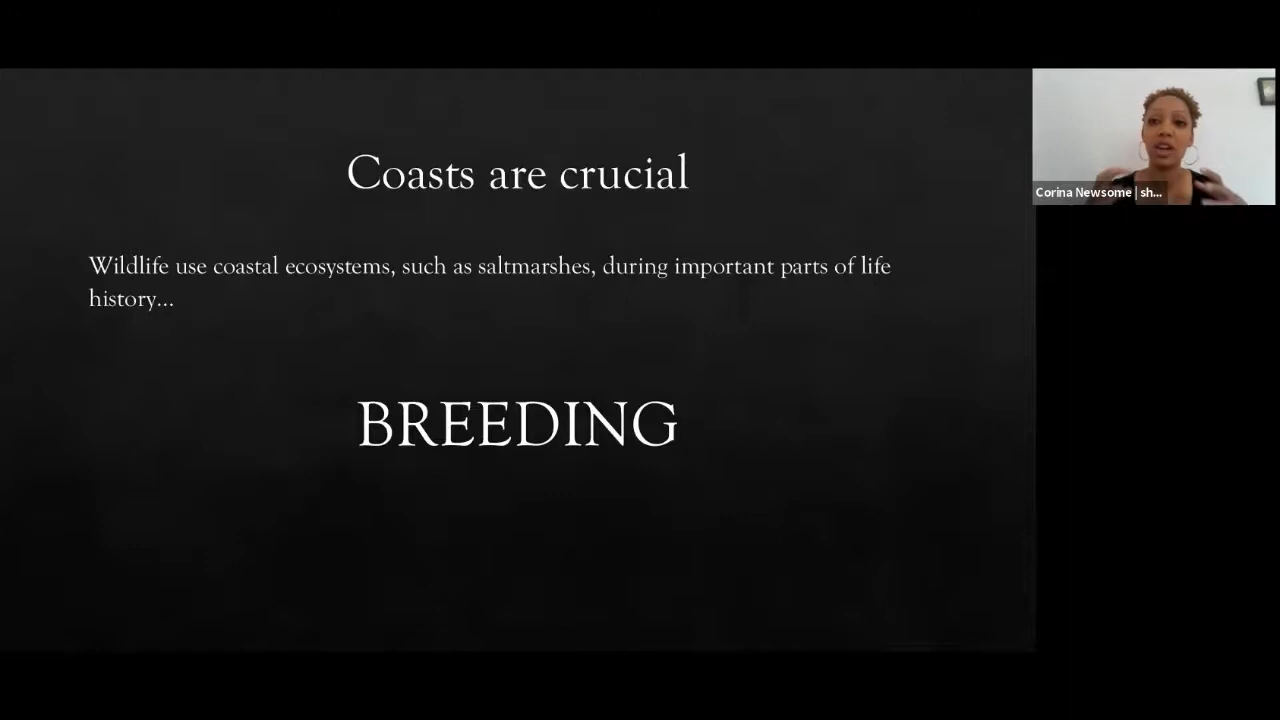 Coasts are crucial
Wildlife use coastal ecosystems, such as saltmarshes, during important parts of life
history...
BREEDING
Corina Newsome | sh...